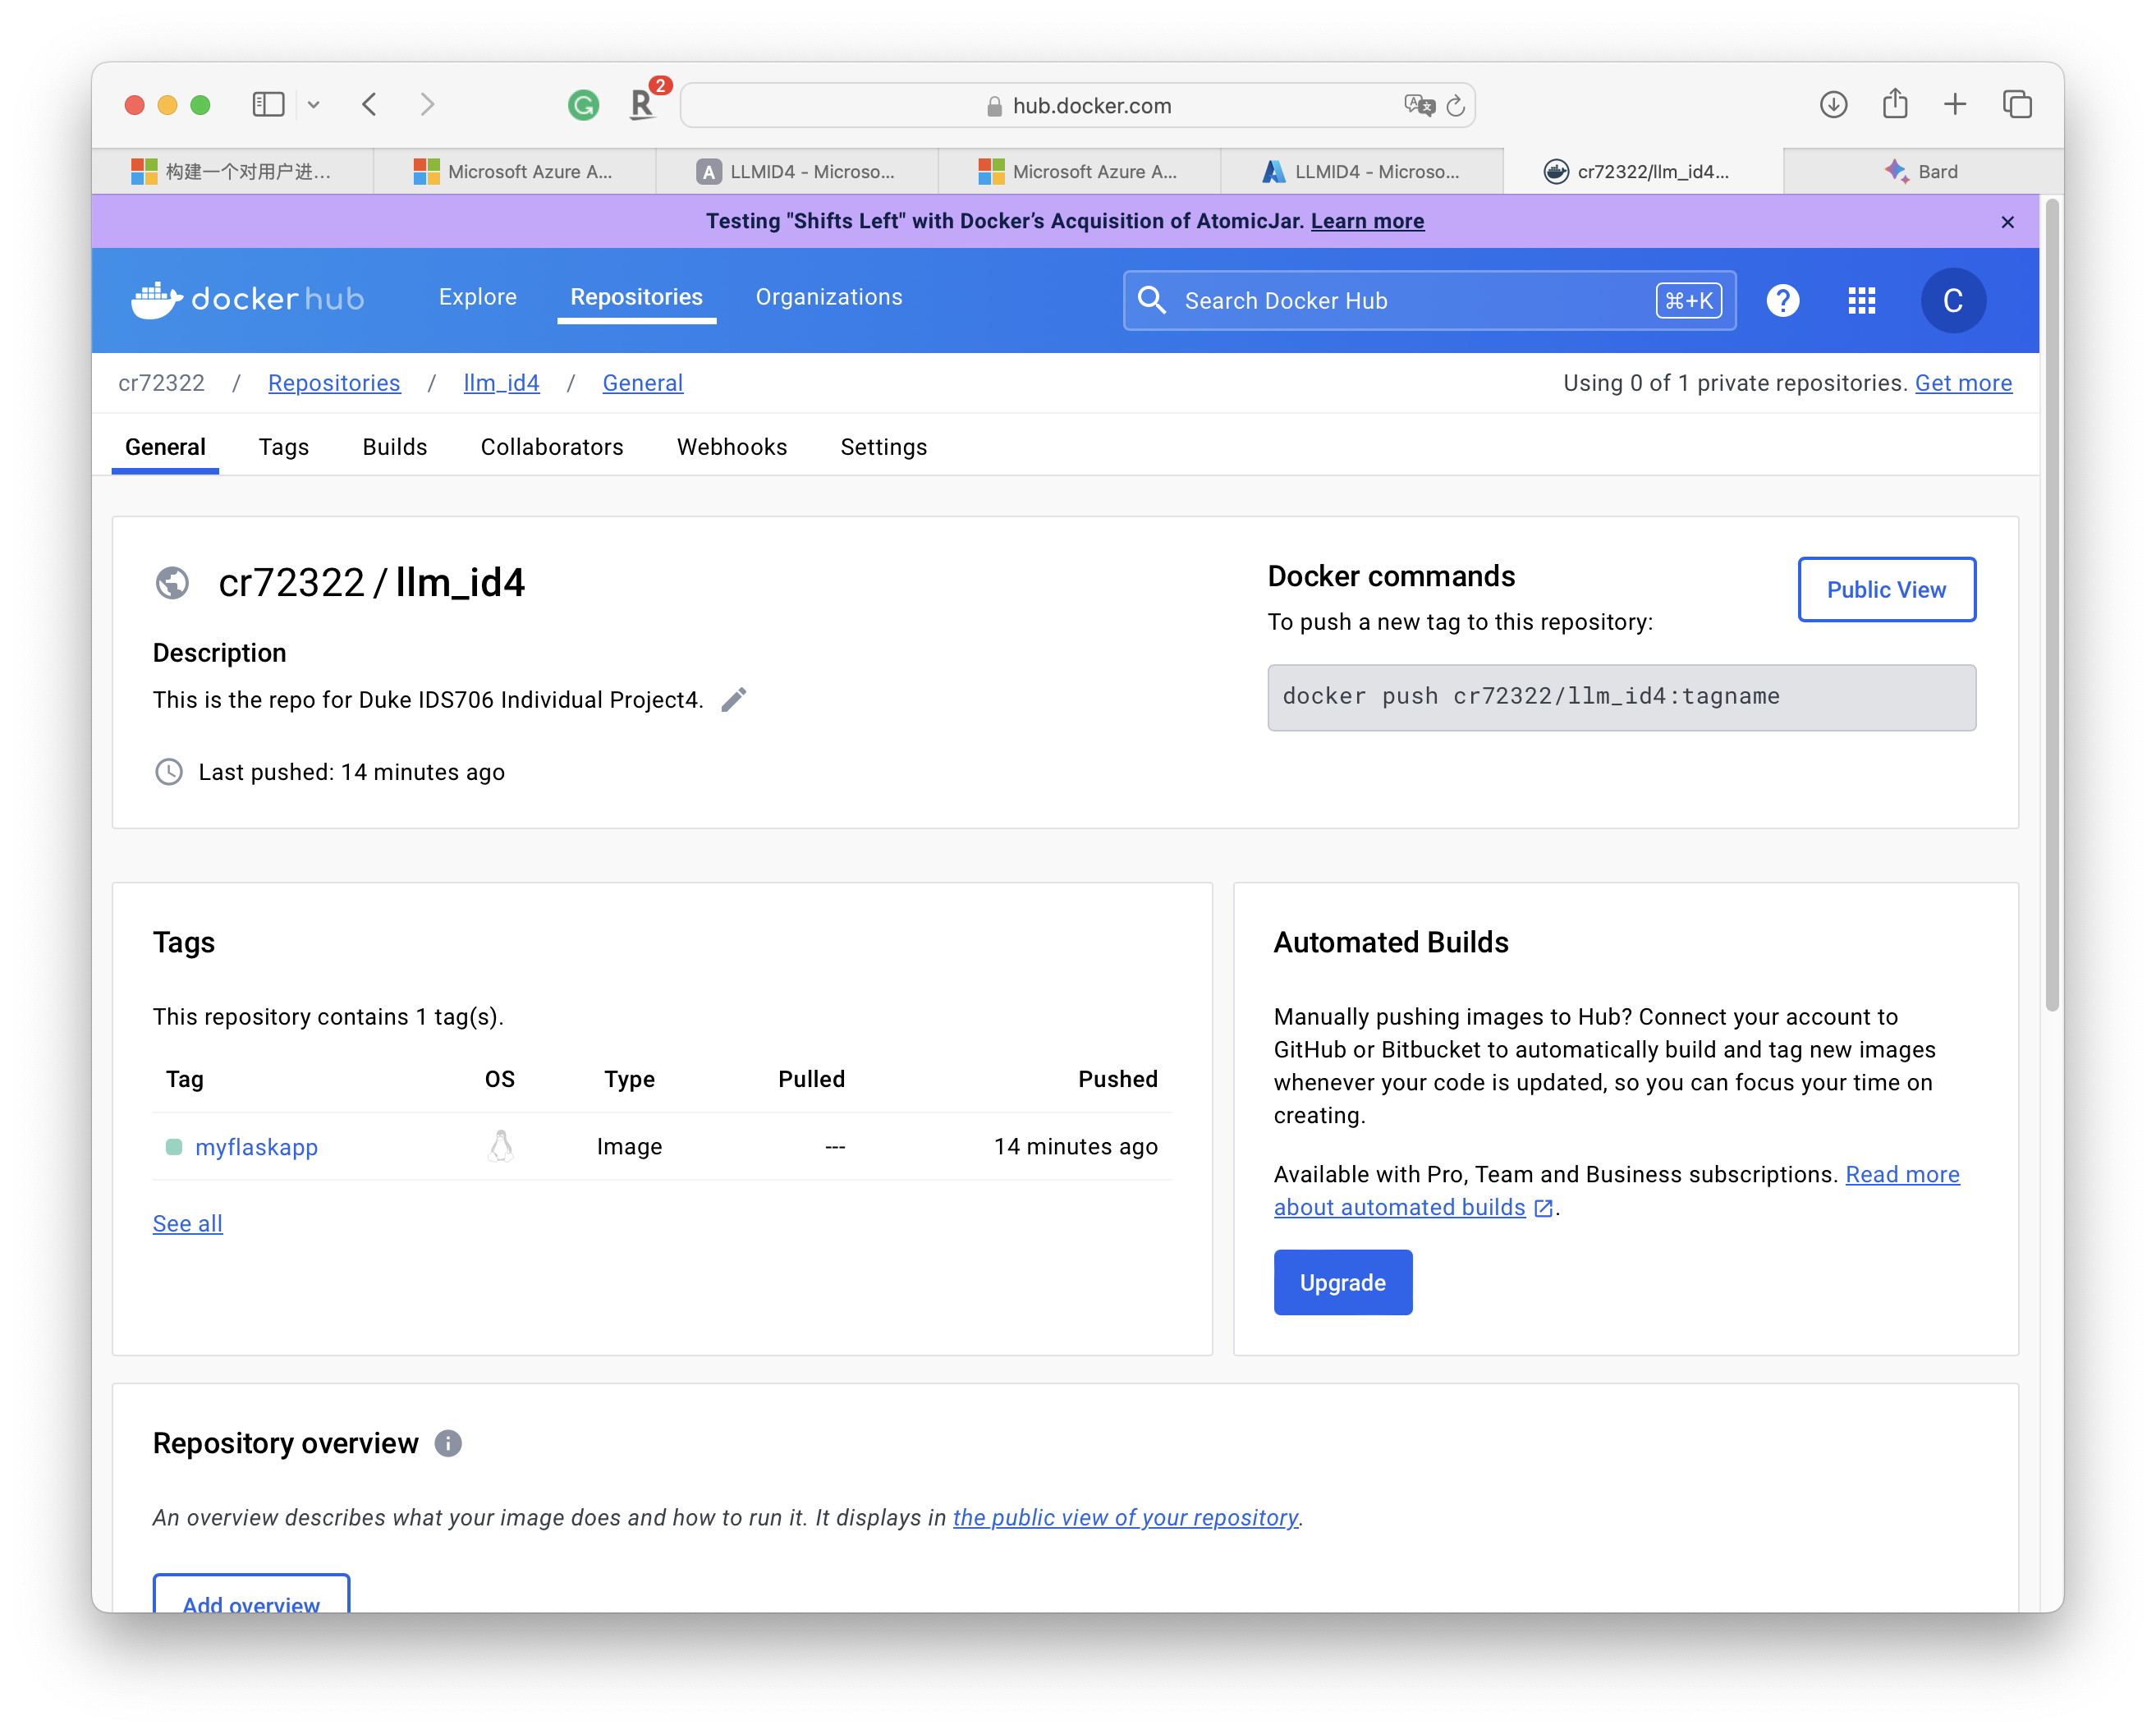 2
hub.docker.com
构建一个对用户进...
Microsoft Azure A...
LLMID4 - Microso...
Microsoft Azure A...
LLMID4 - Microso...
cr72322/llm_id4...
Bard
Testing "Shifts Left" with Docker’s Acquisition of AtomicJar. Learn more
docker hub
Explore
Repositories
Organizations
Search Docker Hub
⌘+K
C
cr72322 / Repositories / llm_id4 / General
Using 0 of 1 private repositories. Get more
General
Tags
Builds
Collaborators
Webhooks
Settings
cr72322 / llm_id4
Description
This is the repo for Duke IDS706 Individual Project4.
Last pushed: 14 minutes ago
Docker commands
Public View
To push a new tag to this repository:
docker push cr72322/llm_id4:tagname
Tags
This repository contains 1 tag(s).
Tag OS Type Pulled Pushed
myflaskapp Image --- 14 minutes ago
See all
Automated Builds
Manually pushing images to Hub? Connect your account to
GitHub or Bitbucket to automatically build and tag new images
whenever your code is updated, so you can focus your time on
creating.
Available with Pro, Team and Business subscriptions. Read more
about automated builds .
Upgrade
Repository overview
An overview describes what your image does and how to run it. It displays in the public view of your repository.
Add overview